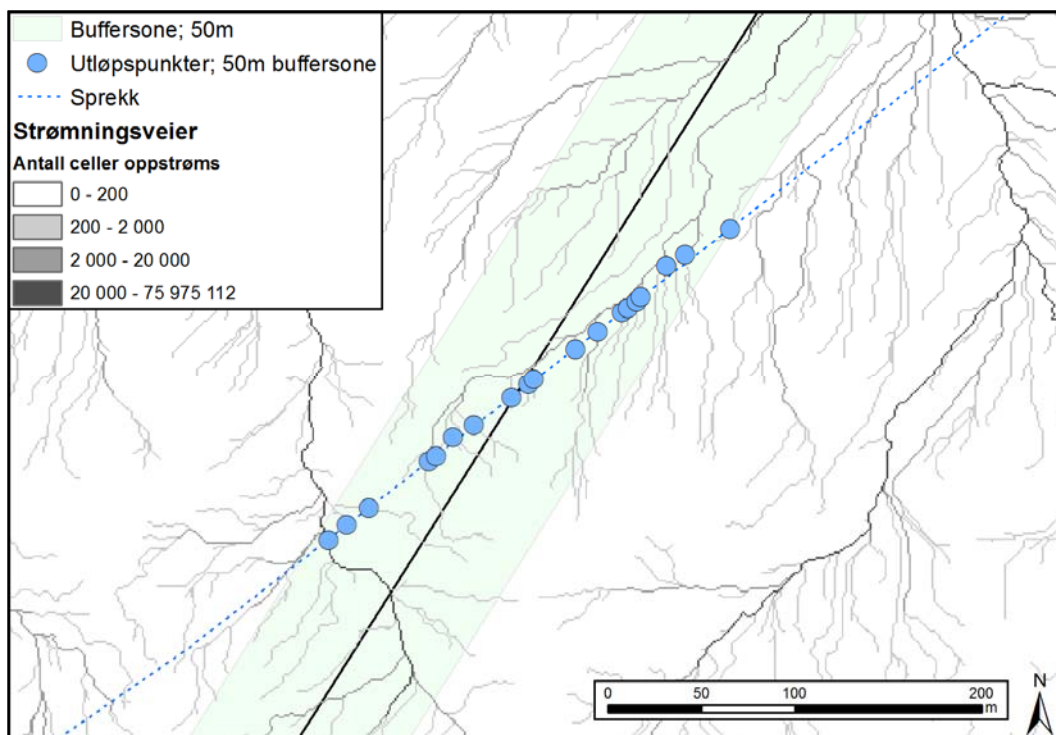 Buffersone; 50m
Utløpspunkter; 50m buffersone
Sprekk
Strømningsveier
Antall celler oppstrøms
0 - 200
200 - 2 000
2 000 - 20 000
20 000 - 75 975 112
0 50 100 200
m
N